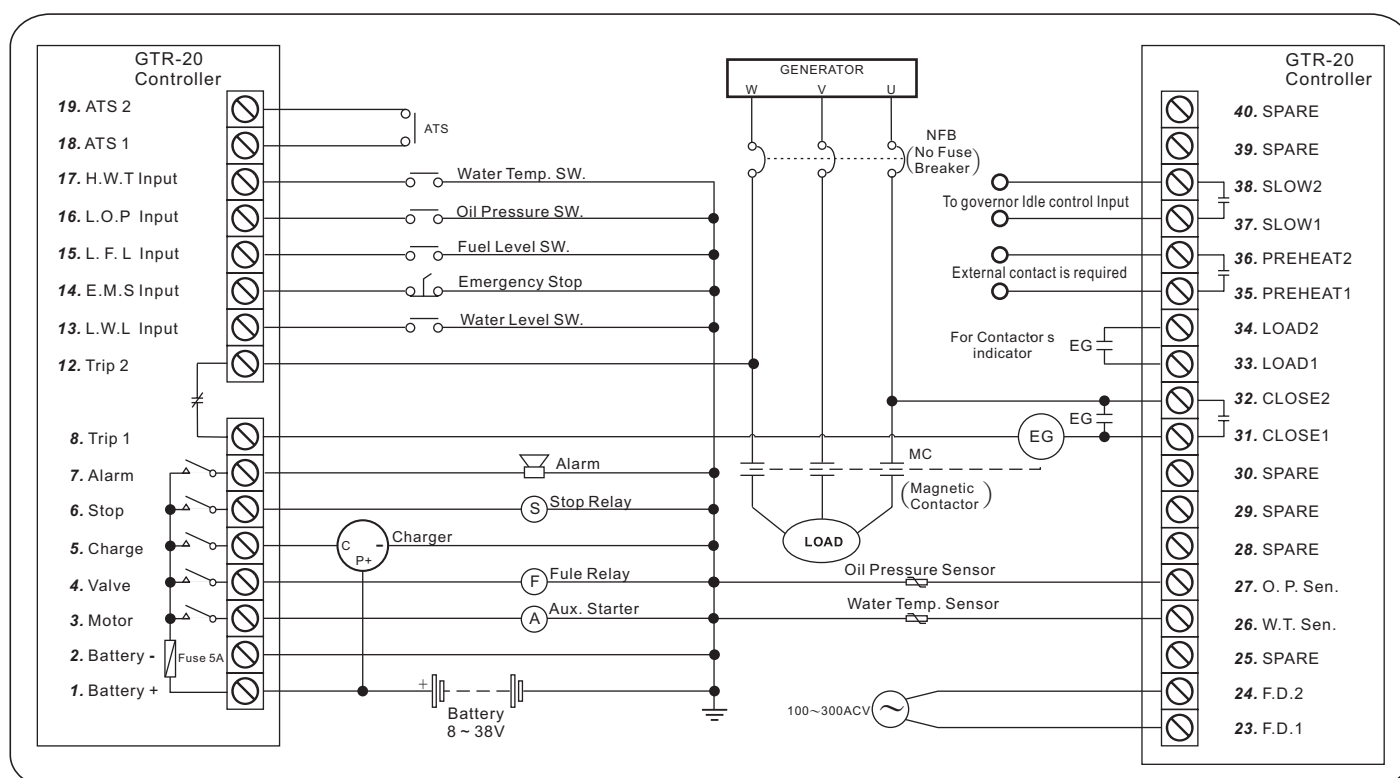 GTR-20
Controller
19. ATS 2
18. ATS 1
17. H.W.T Input
16. L.O.P Input
15. L. F. L Input
14. E.M.S Input
13. L.W.L Input
12. Trip 2
8. Trip 1
7. Alarm
6. Stop
5. Charge
4. Valve
3. Motor
2. Battery -
1. Battery +
Fuse 5A
ATS
Water Temp. SW.
Oil Pressure SW.
Fuel Level SW.
Emergency Stop
Water Level SW.
Alarm
S
Stop Relay
C
-
P+
Charger
F
Fule Relay
A
Aux. Starter
+
Battery
8 ~ 38V
GENERATOR
W V U
NFB
(No Fuse
Breaker)
MC
(Magnetic
Contactor)
LOAD
EG
EG
Oil Pressure Sensor
Water Temp. Sensor
100~300ACV
~
To governor Idle control Input
External contact is required
For Contactor s
indicator
EG
GTR-20
Controller
40. SPARE
39. SPARE
38. SLOW2
37. SLOW1
36. PREHEAT2
35. PREHEAT1
34. LOAD2
33. LOAD1
32. CLOSE2
31. CLOSE1
30. SPARE
29. SPARE
28. SPARE
27. O. P. Sen.
26. W.T. Sen.
25. SPARE
24. F.D.2
23. F.D.1